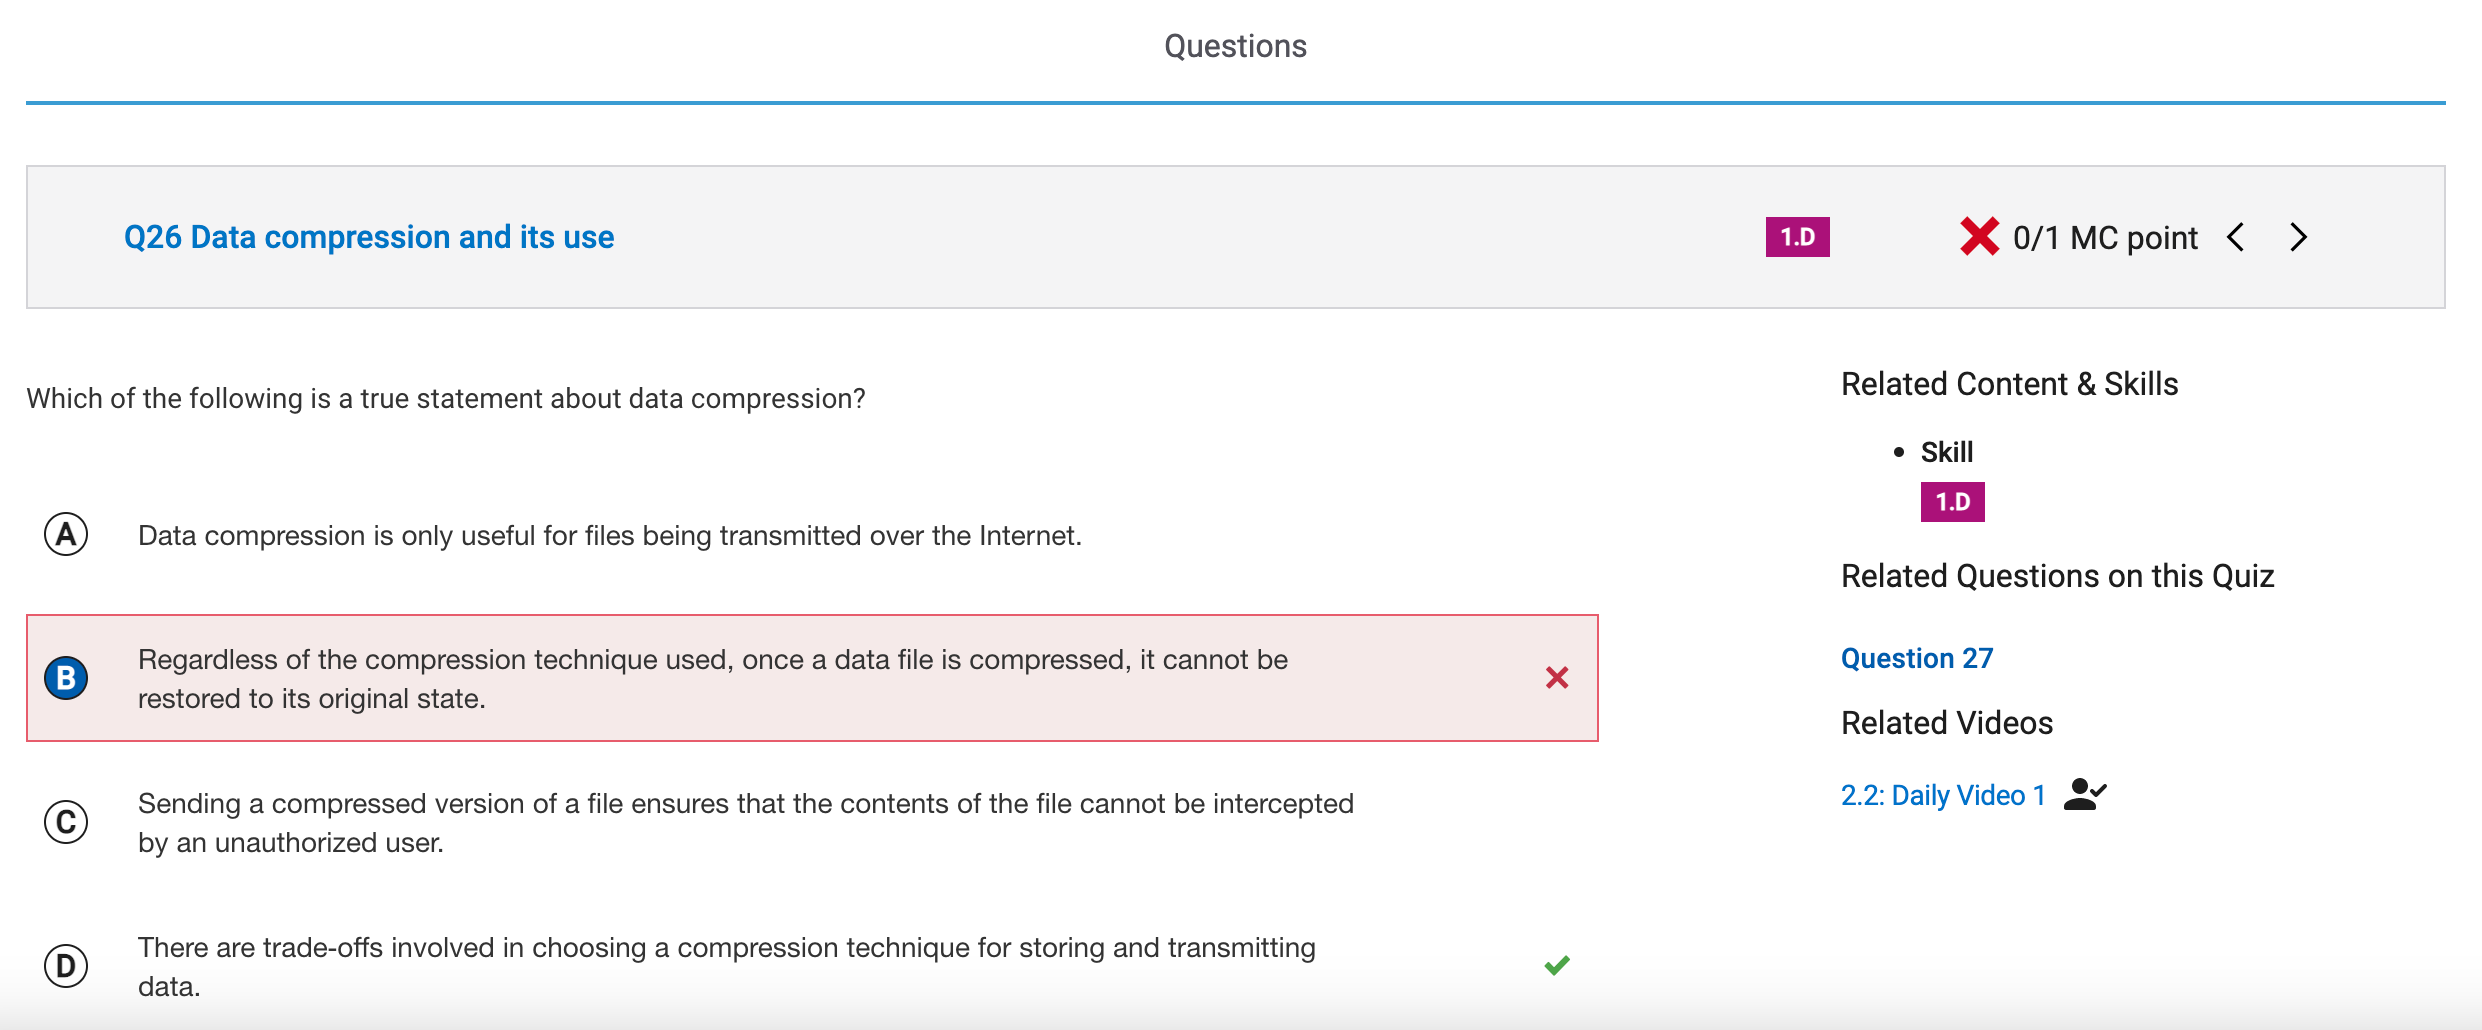 Questions
Q26 Data compression and its use
1.D
0/1 MC point
Which of the following is a true statement about data compression?
A
Data compression is only useful for files being transmitted over the Internet.
B
Regardless of the compression technique used, once a data file is compressed, it cannot be
restored to its original state.
C
Sending a compressed version of a file ensures that the contents of the file cannot be intercepted
by an unauthorized user.
D
There are trade-offs involved in choosing a compression technique for storing and transmitting
data.
Related Content & Skills
Skill
1.D
Related Questions on this Quiz
Question 27
Related Videos
2.2: Daily Video 1